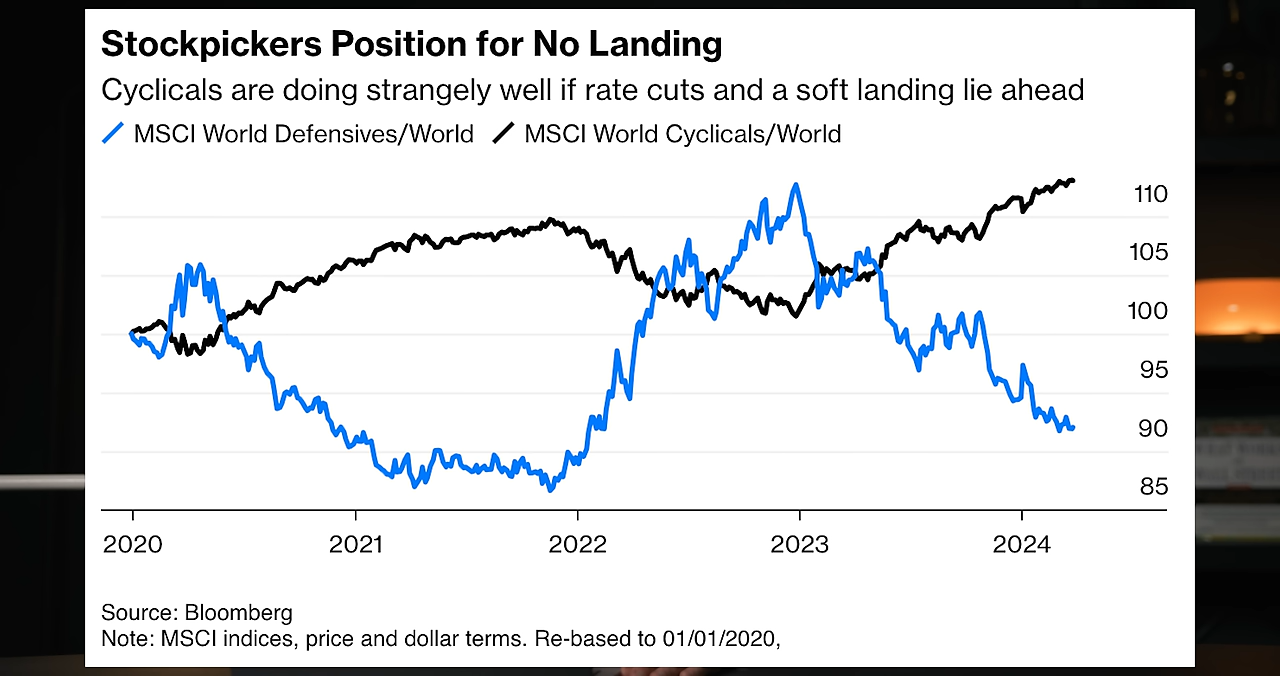 Stockpickers Position for No Landing
Cyclicals are doing strangely well if rate cuts and a soft landing lie ahead
MSCI World Defensives/World MSCI World Cyclicals/World
110
105
100
95
90
85
2020 2021 2022 2023 2024
Source: Bloomberg
Note: MSCI indices, price and dollar terms. Re-based to 01/01/2020,